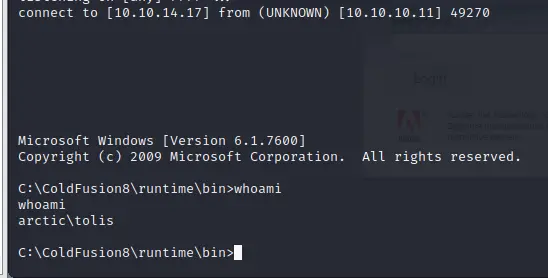 connect to [10.10.14.17] from (UNKNOWN) [10.10.10.11] 49270
Login
Microsoft Windows [Version 6.1.7600]
Copyright (c) 2009 Microsoft Corporation.  All rights reserved.
C:\ColdFusion8\runtime\bin>whoami
whoami
arctic\tolis
C:\ColdFusion8\runtime\bin>